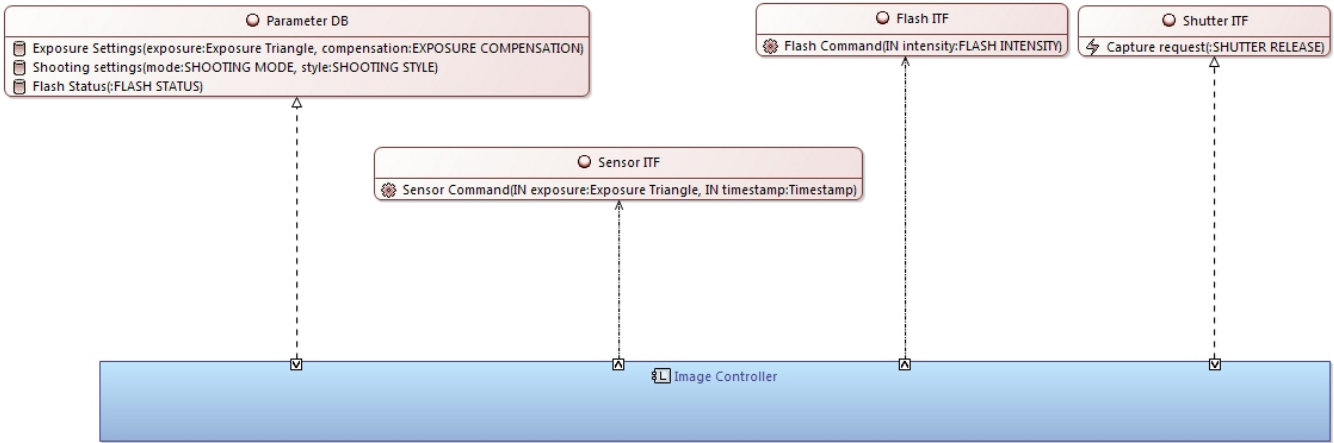 Parameter DB
Exposure Settings(exposure:Exposure Triangle, compensation:EXPOSURE COMPENSATION)
Shooting settings(mode:SHOOTING MODE, style:SHOOTING STYLE)
Flash Status(:FLASH STATUS)
Flash ITF
Flash Command(IN intensity:FLASH INTENSITY)
Shutter ITF
Capture request(:SHUTTER RELEASE)
Sensor ITF
Sensor Command(IN exposure:Exposure Triangle, IN timestamp:Timestamp)
L Image Controller